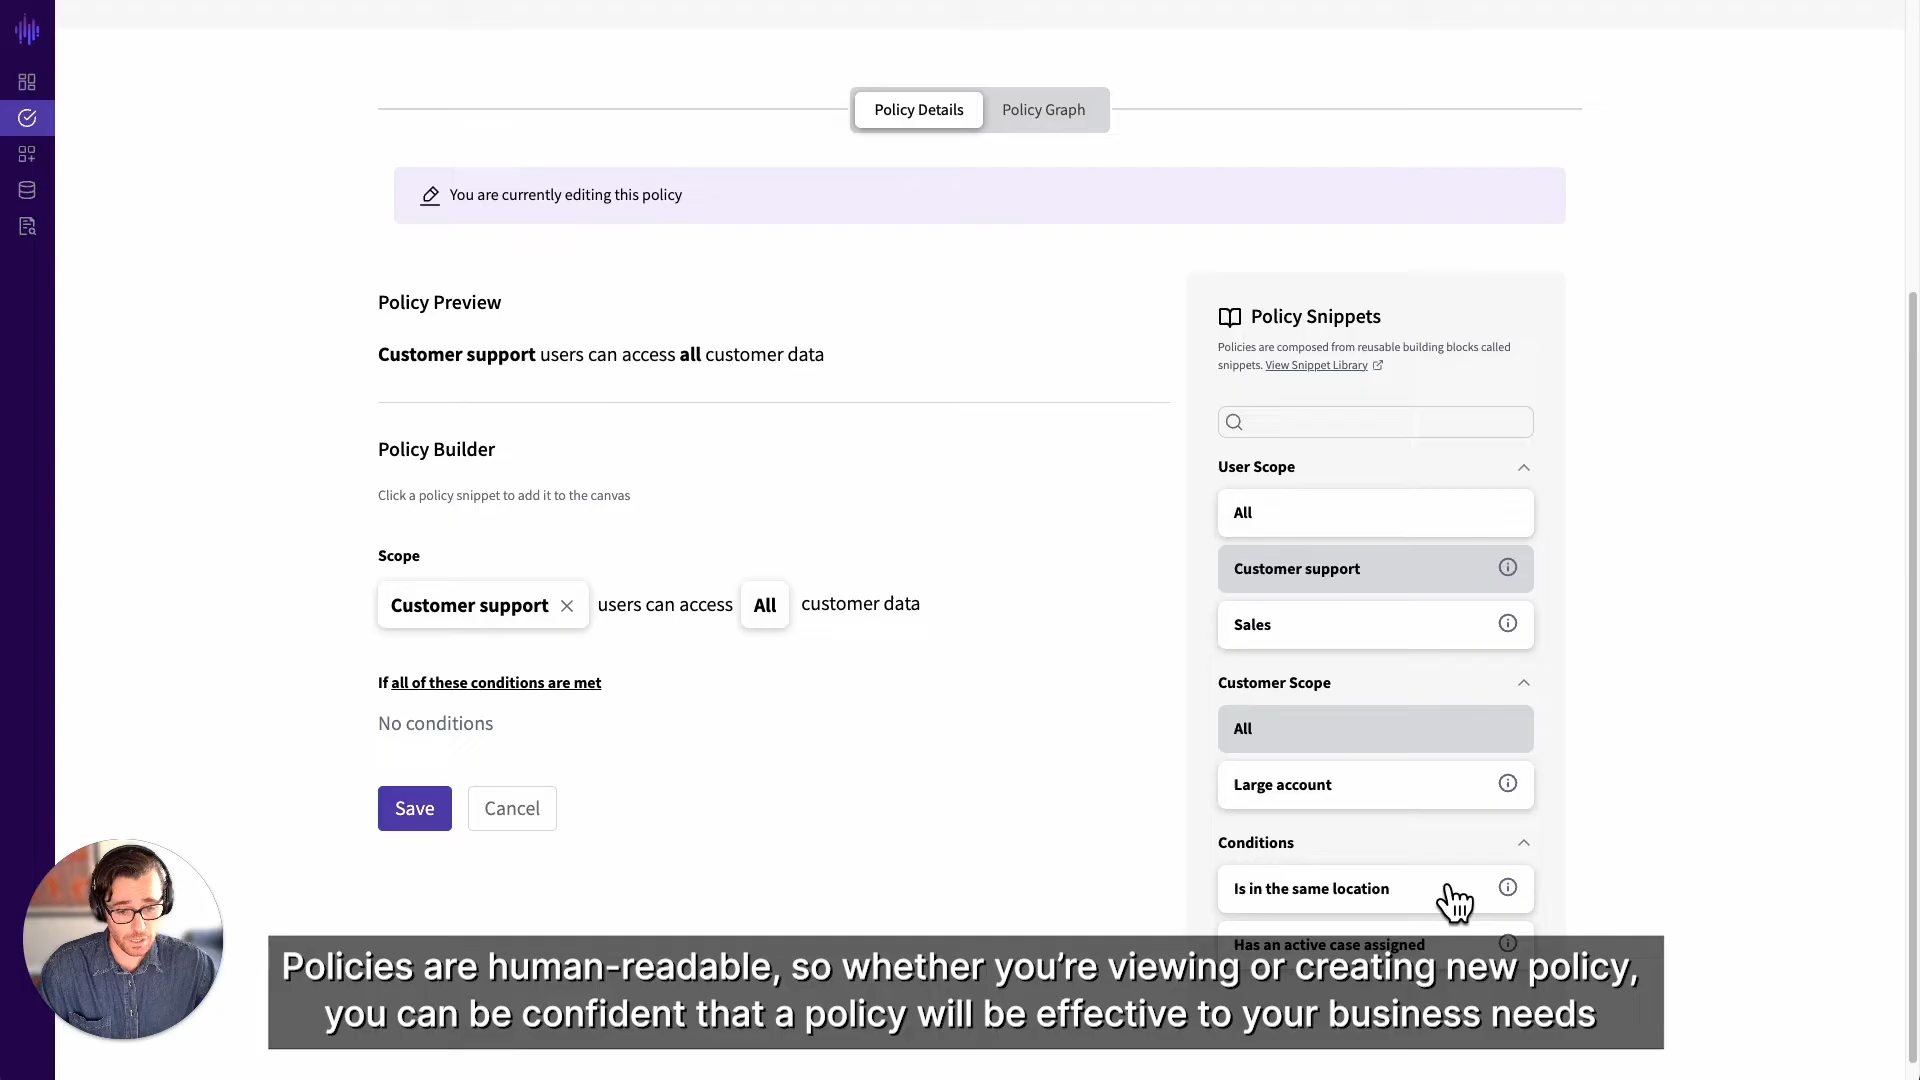 Policy Details
Policy Graph
You are currently editing this policy
Policy Preview
Customer support users can access all customer data
Policy Builder
Click a policy snippet to add it to the canvas
Scope
Customer support users can access All customer data
If all of these conditions are met
No conditions
Save
Cancel
Policy Snippets
Policies are composed from reusable building blocks called
snippets. View Snippet Library
User Scope
All
Customer support
Sales
Customer Scope
All
Large account
Conditions
Is in the same location
Has an active case assigned
Policies are human-readable, so whether you’re viewing or creating new policy,
you can be confident that a policy will be effective to your business needs